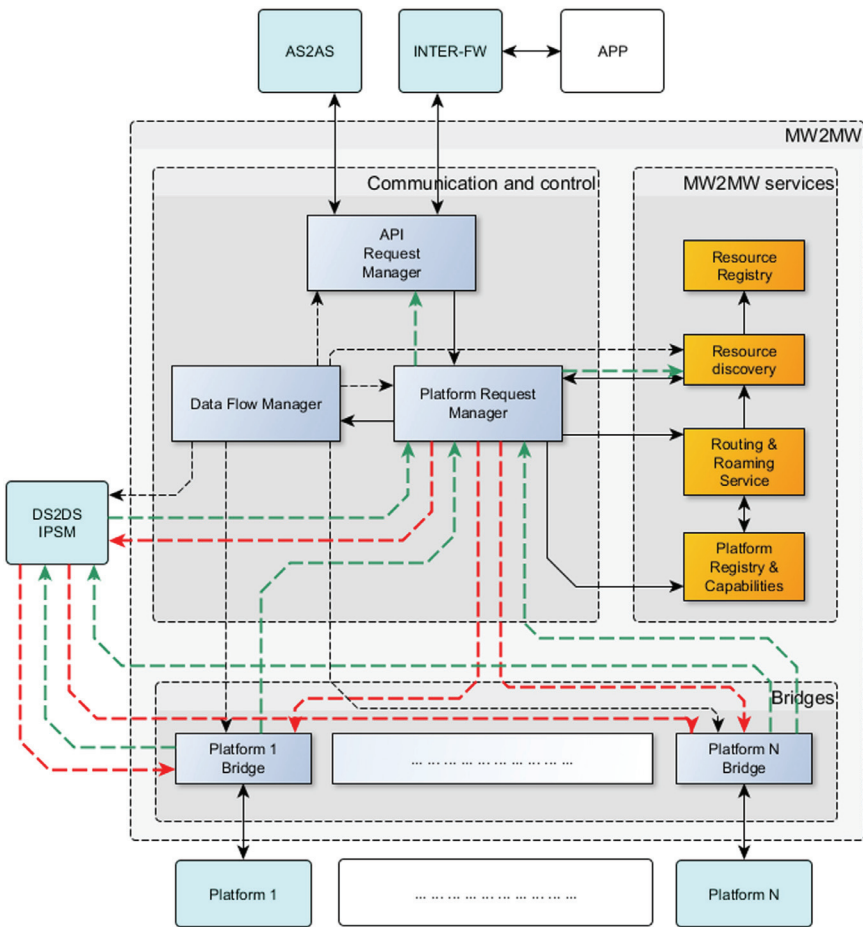 AS2AS
INTER-FW
APP
MW2MW
Communication and control
MW2MW services
API
Request
Manager
Resource
Registry
Resource
discovery
Data Flow Manager
Platform Request
Manager
Routing &
Roaming
Service
DS2DS
IPSM
Platform
Registry &
Capabilities
Bridges
Platform 1
Bridge
... ... ... ... ... ... ... ... ... ...
Platform N
Bridge
Platform 1
... ... ... ... ... ... ... ... ... ...
Platform N